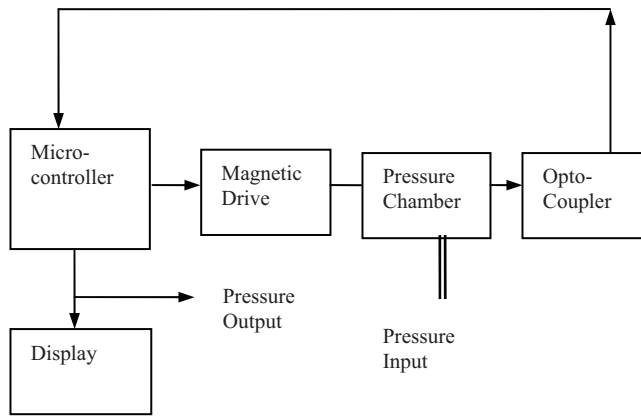 Micro-
controller
Magnetic
Drive
Pressure
Chamber
Opto-
Coupler
Pressure
Output
Pressure
Input
Display